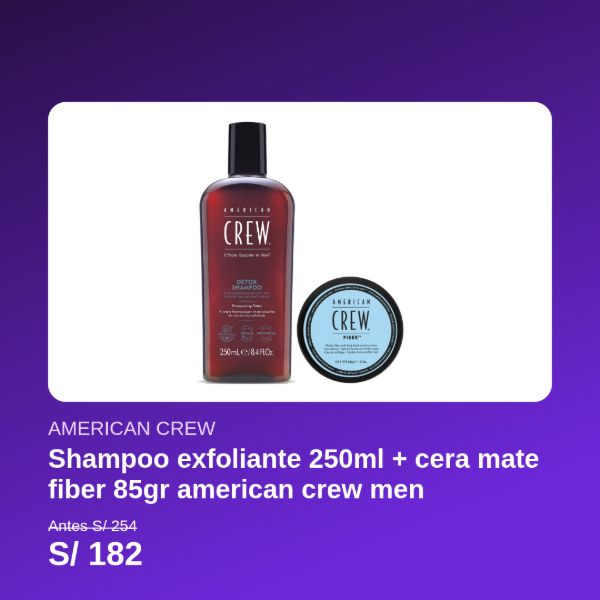 AMERICAN
CREW
Official Supplier to Men
DETOX
SHAMPOO
250mL e / 8.4 Fl.Oz.
AMERICAN
CREW
FIBER
AMERICAN CREW
Shampoo exfoliante 250ml + cera mate
fiber 85gr american crew men
Antes S/ 254
S/ 182